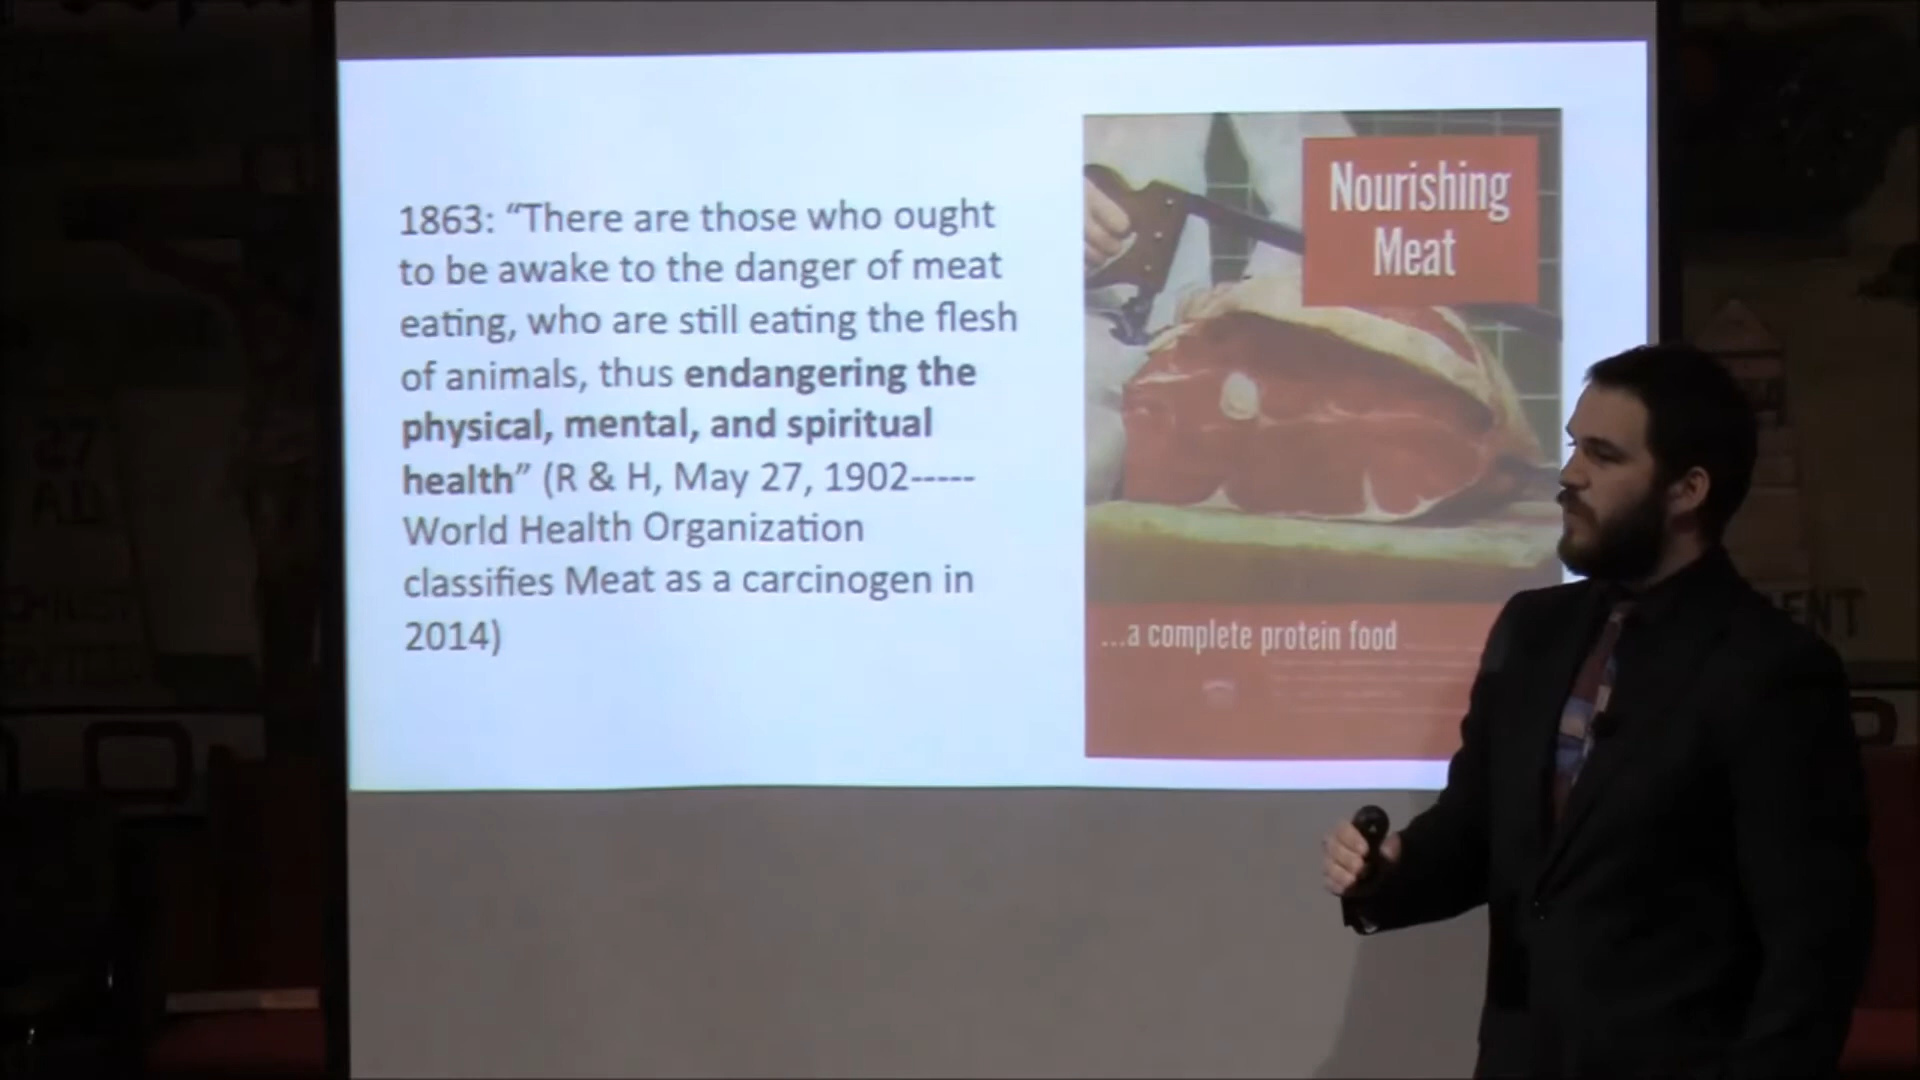 1863: “There are those who ought
to be awake to the danger of meat
eating, who are still eating the flesh
of animals, thus endangering the
physical, mental, and spiritual
health” (R & H, May 27, 1902-----
World Health Organization
classifies Meat as a carcinogen in
2014)
Nourishing
Meat
...a complete protein food
27
AD